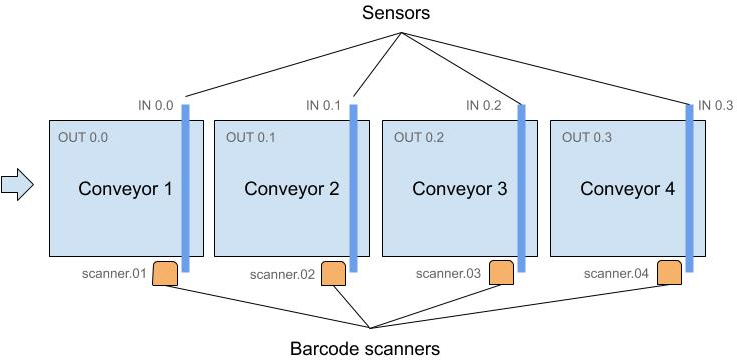 Sensors
IN 0.0
IN 0.1
IN 0.2
IN 0.3
OUT 0.0
OUT 0.1
OUT 0.2
OUT 0.3
Conveyor 1
Conveyor 2
Conveyor 3
Conveyor 4
scanner.01
scanner.02
scanner.03
scanner.04
Barcode scanners